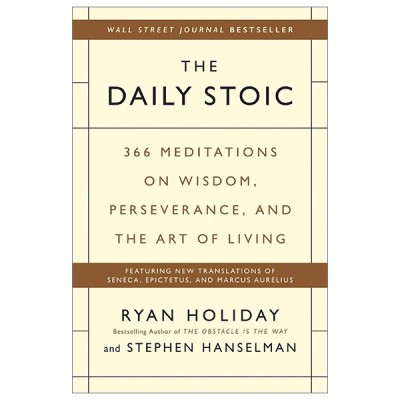 WALL STREET JOURNAL BESTSELLER
THE
DAILY STOIC
366 MEDITATIONS
ON WISDOM,
PERSEVERANCE, AND
THE ART OF LIVING
FEATURING NEW TRANSLATIONS OF
SENECA, EPICTETUS, AND MARCUS AURELIUS
RYAN HOLIDAY
Bestselling Author of THE OBSTACLE IS THE WAY
and STEPHEN HANSELMAN